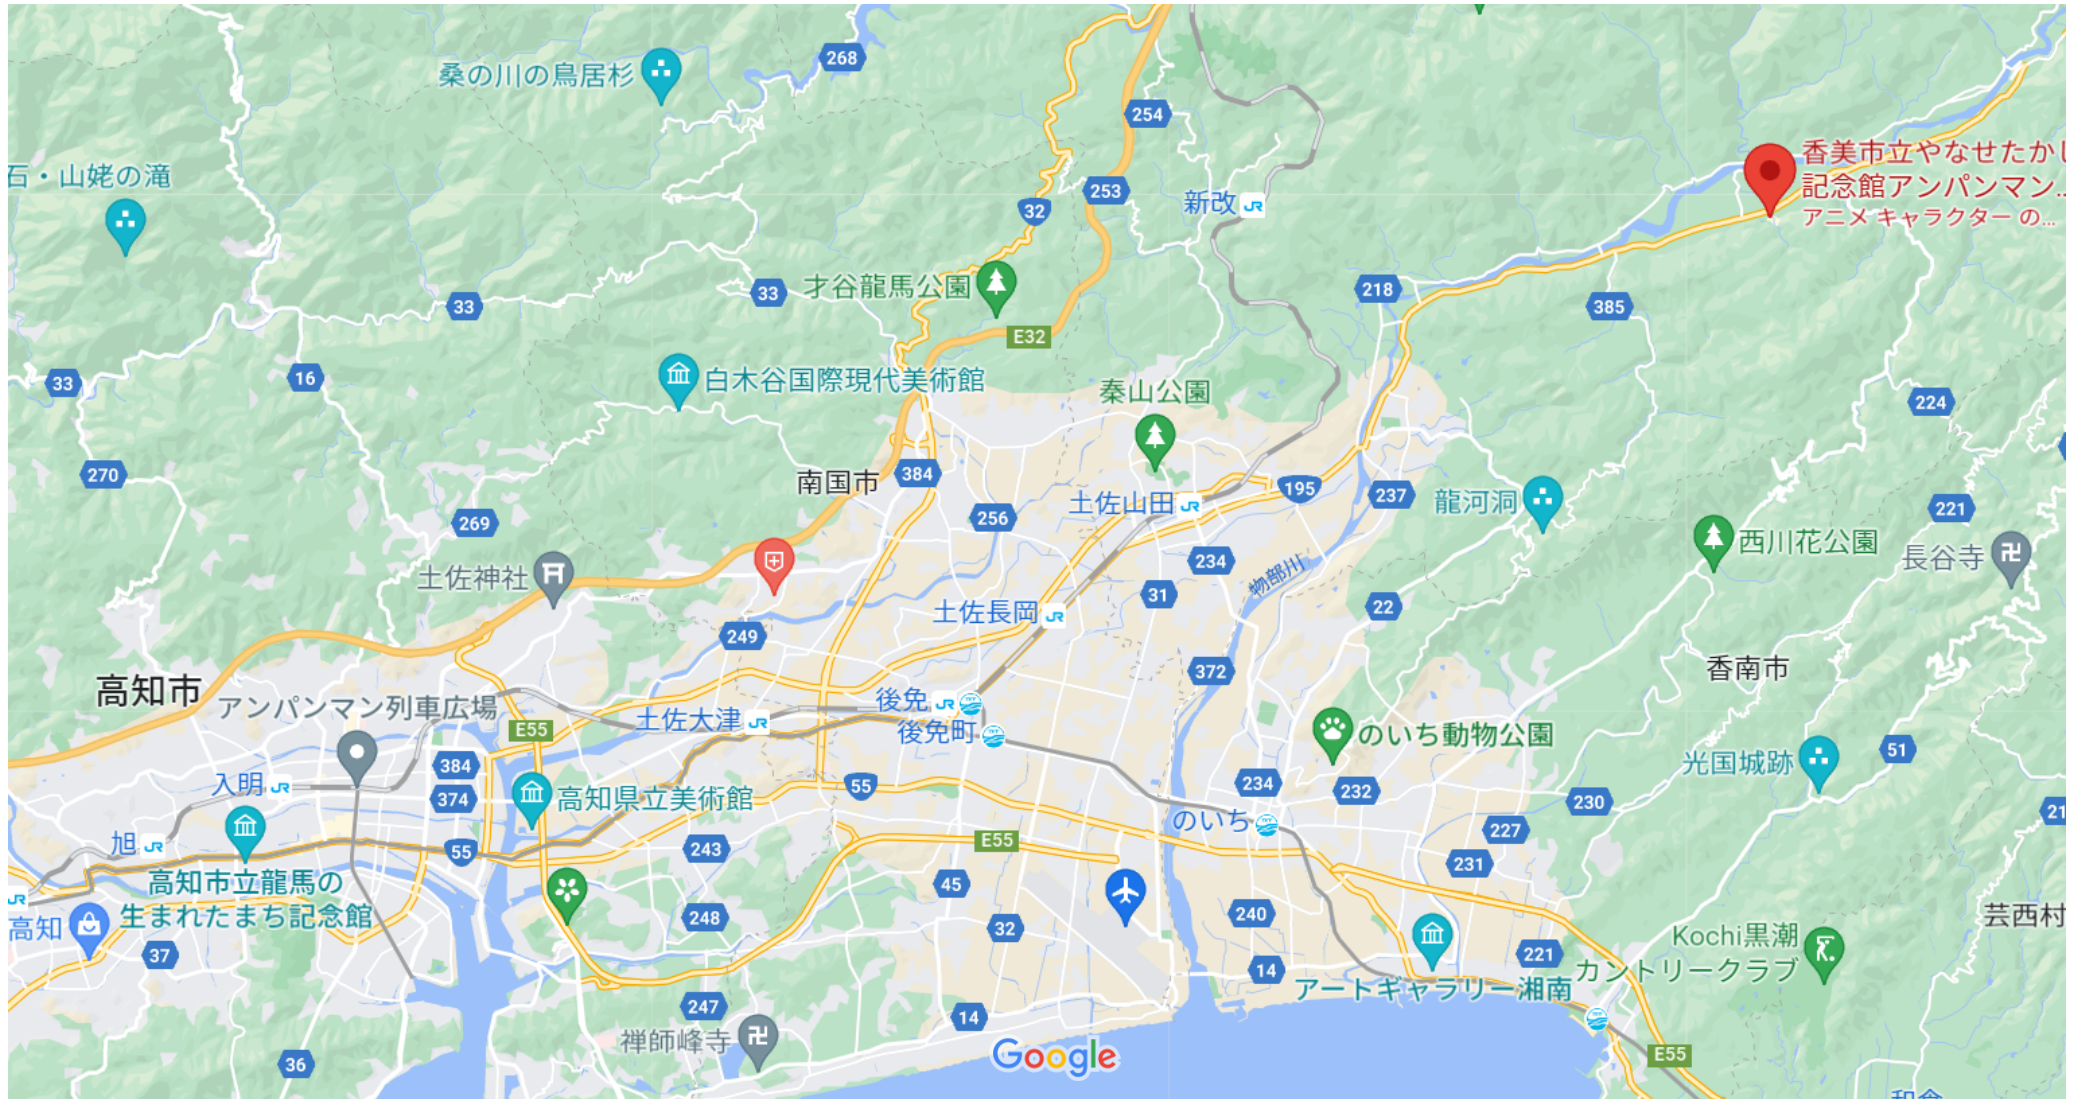 268
桑の川の鳥居杉
254
香美市立やなせたかし
記念館アンパンマン...
アニメ キャラクター の...
石・山姥の滝
253
32
新改
JR
218
才谷龍馬公園
33
33
385
E32
33
16
白木谷国際現代美術館
秦山公園
224
270
南国市
384
土佐山田
JR
195
237
龍河洞
221
269
256
西川花公園
長谷寺
土佐神社
234
物部川
31
22
249
土佐長岡
JR
372
香南市
高知市
アンパンマン列車広場
後免
JR
土佐大津
JR
後免町
E55
のいち動物公園
光国城跡
51
384
入明
JR
374
高知県立美術館
55
234
232
230
21
のいち
227
旭
JR
55
243
E55
231
高知市立龍馬の
生まれたまち記念館
JR
高知
45
248
32
240
芸西村
37
Kochi黒潮
カントリークラブ
221
14
アートギャラリー湘南
247
14
禅師峰寺
Google
E55
36
和食